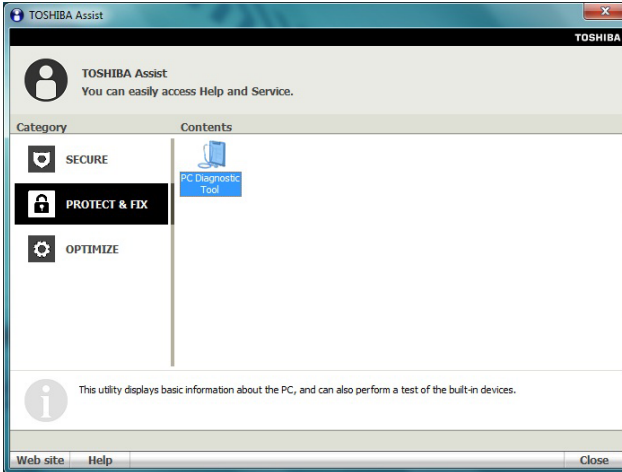 TOSHIBA Assist
TOSHIBA
TOSHIBA Assist
You can easily access Help and Service.
Category
Contents
SECURE
PROTECT & FIX
OPTIMIZE
PC Diagnostic
Tool
This utility displays basic information about the PC, and can also perform a test of the built-in devices.
Web site
Help
Close